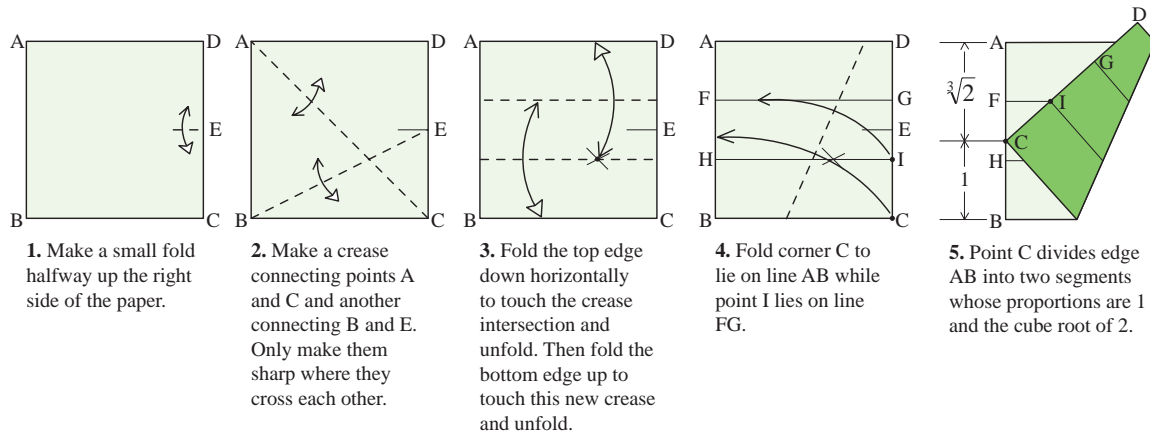 A D
E
B C
1. Make a small fold
halfway up the right
side of the paper.
A D
E
B C
2. Make a crease
connecting points A
and C and another
connecting B and E.
Only make them
sharp where they
cross each other.
A D
E
B C
3. Fold the top edge
down horizontally
to touch the crease
intersection and
unfold. Then fold the
bottom edge up to
touch this new crease
and unfold.
A D
F G
E
H I
B C
4. Fold corner C to
lie on line AB while
point I lies on line
FG.
D
A
G
∛2
F I
C
H
1
B
5. Point C divides edge
AB into two segments
whose proportions are 1
and the cube root of 2.